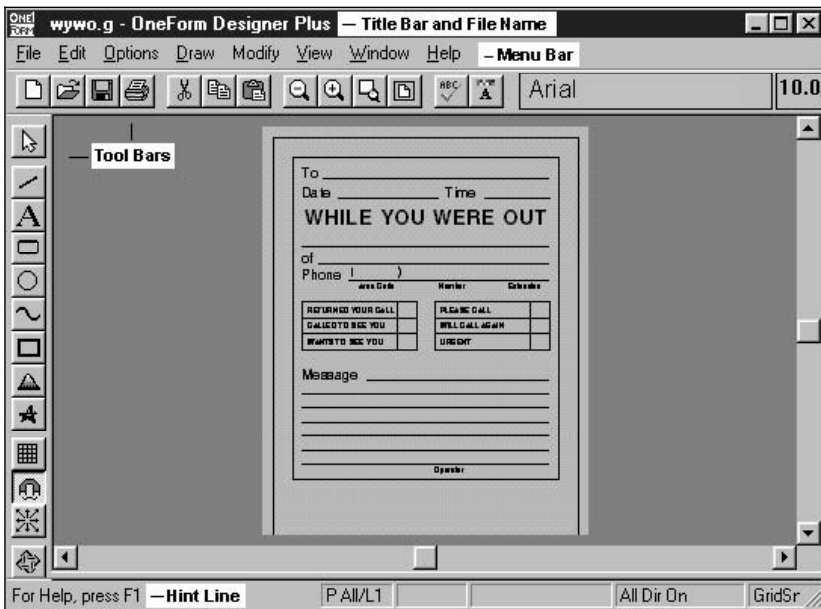 ONE! FORM wywo.g - OneForm Designer Plus — Title Bar and File Name
File Edit Options Draw Modify View Window Help – Menu Bar
ABC A Arial 10.0
Tool Bars
A
To
Date Time
WHILE YOU WERE OUT
of
Phone ( )
Area Code Number Extension
RETURNED YOUR CALL PLEASE CALL
CALLED TO SEE YOU WILL CALL AGAIN
WANTS TO SEE YOU URGENT
Message
Operator
For Help, press F1 —Hint Line P All/L1 All Dir On GridSr